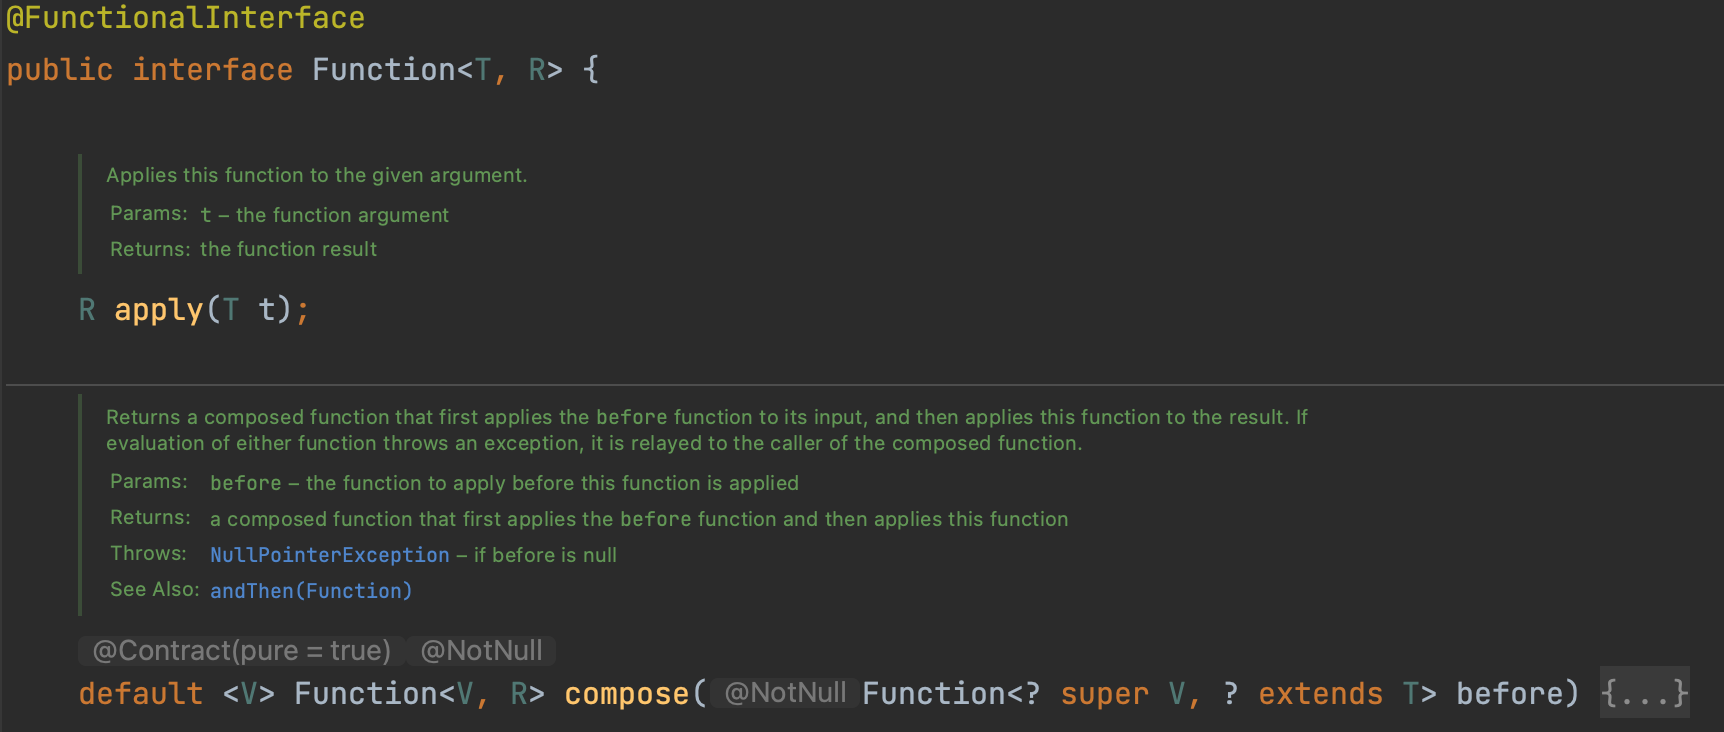 @FunctionalInterface
public interface Function<T, R> {
Applies this function to the given argument.
Params: t – the function argument
Returns: the function result
R apply(T t);
Returns a composed function that first applies the before function to its input, and then applies this function to the result. If
evaluation of either function throws an exception, it is relayed to the caller of the composed function.
Params: before – the function to apply before this function is applied
Returns: a composed function that first applies the before function and then applies this function
Throws: NullPointerException – if before is null
See Also: andThen(Function)
@Contract(pure = true) @NotNull
default <V> Function<V, R> compose( @NotNull Function<? super V, ? extends T> before) {...}